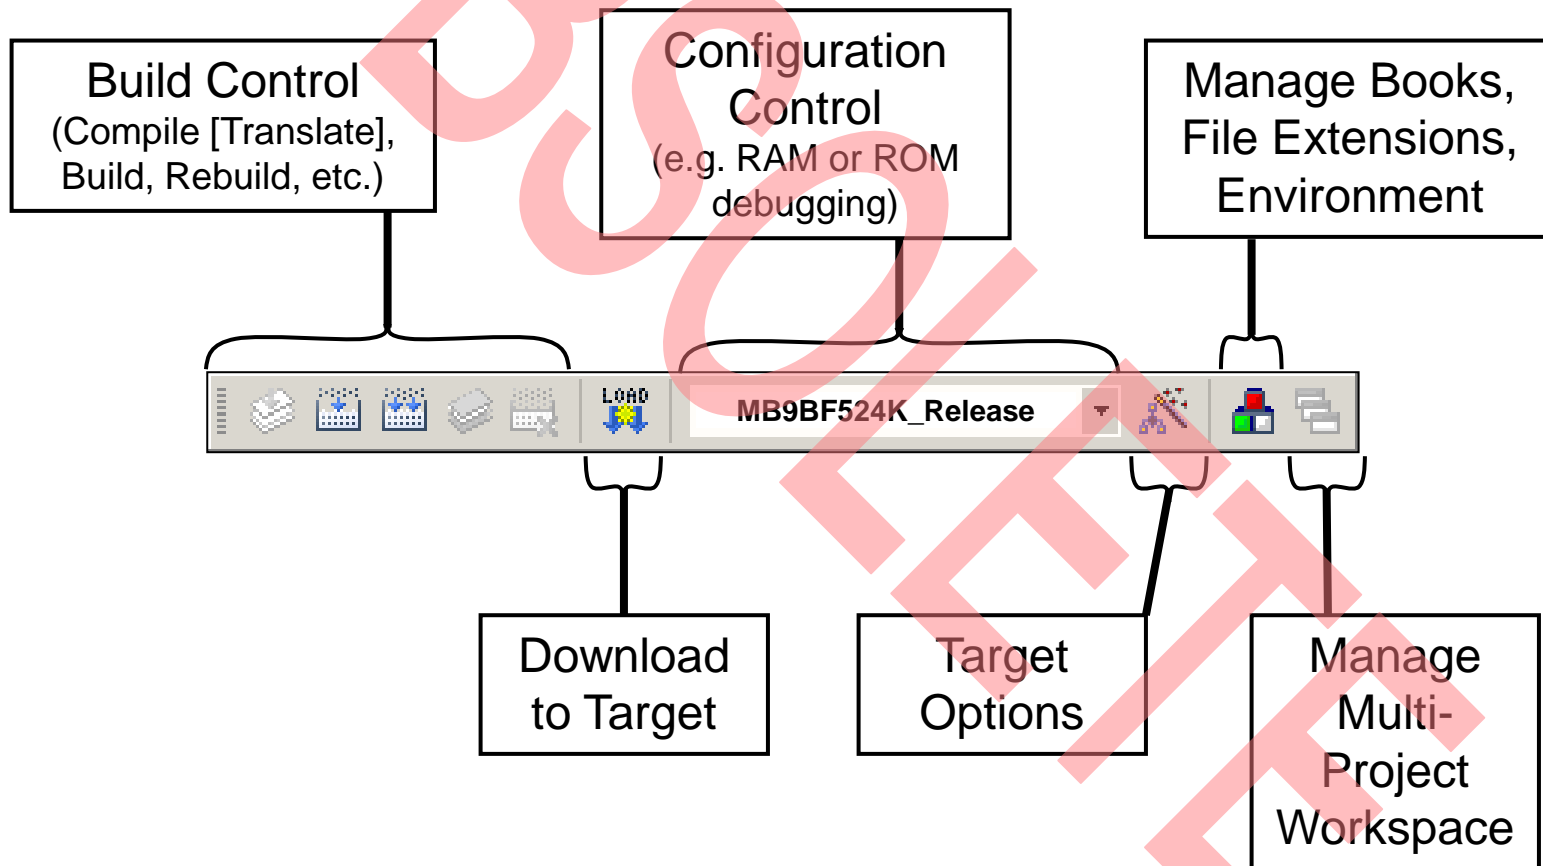 Build Control
(Compile [Translate],
Build, Rebuild, etc.)
Configuration
Control
(e.g. RAM or ROM
debugging)
Manage Books,
File Extensions,
Environment
LOAD
MB9BF524K_Release
Download
to Target
Target
Options
Manage
Multi-
Project
Workspace
BSOLETE